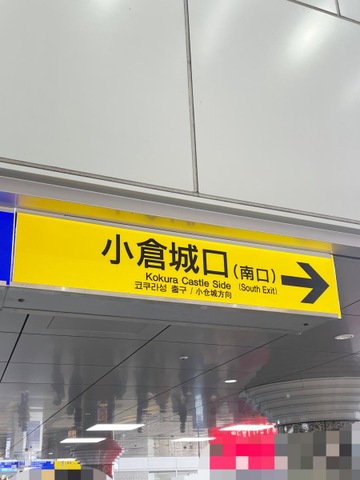 小倉城口(南口)
Kokura Castle Side (South Exit)
코쿠라성 출구 / 小仓城方向